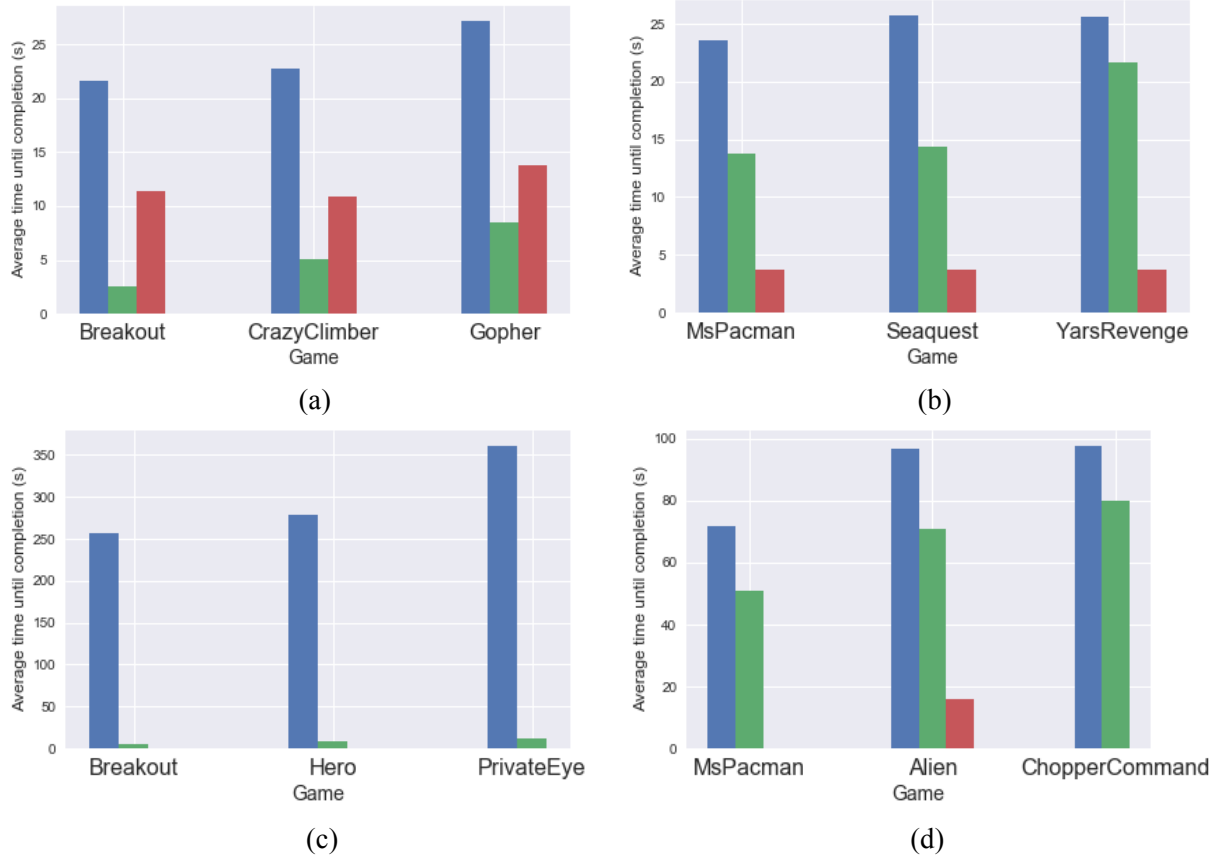 Average time until completion (s)
25
20
15
10
5
0
Breakout CrazyClimber Gopher
Game
(a)
Average time until completion (s)
25
20
15
10
5
0
MsPacman Seaquest YarsRevenge
Game
(b)
Average time until completion (s)
350
300
250
200
150
100
50
0
Breakout Hero PrivateEye
Game
(c)
Average time until completion (s)
100
80
60
40
20
0
MsPacman Alien ChopperCommand
Game
(d)